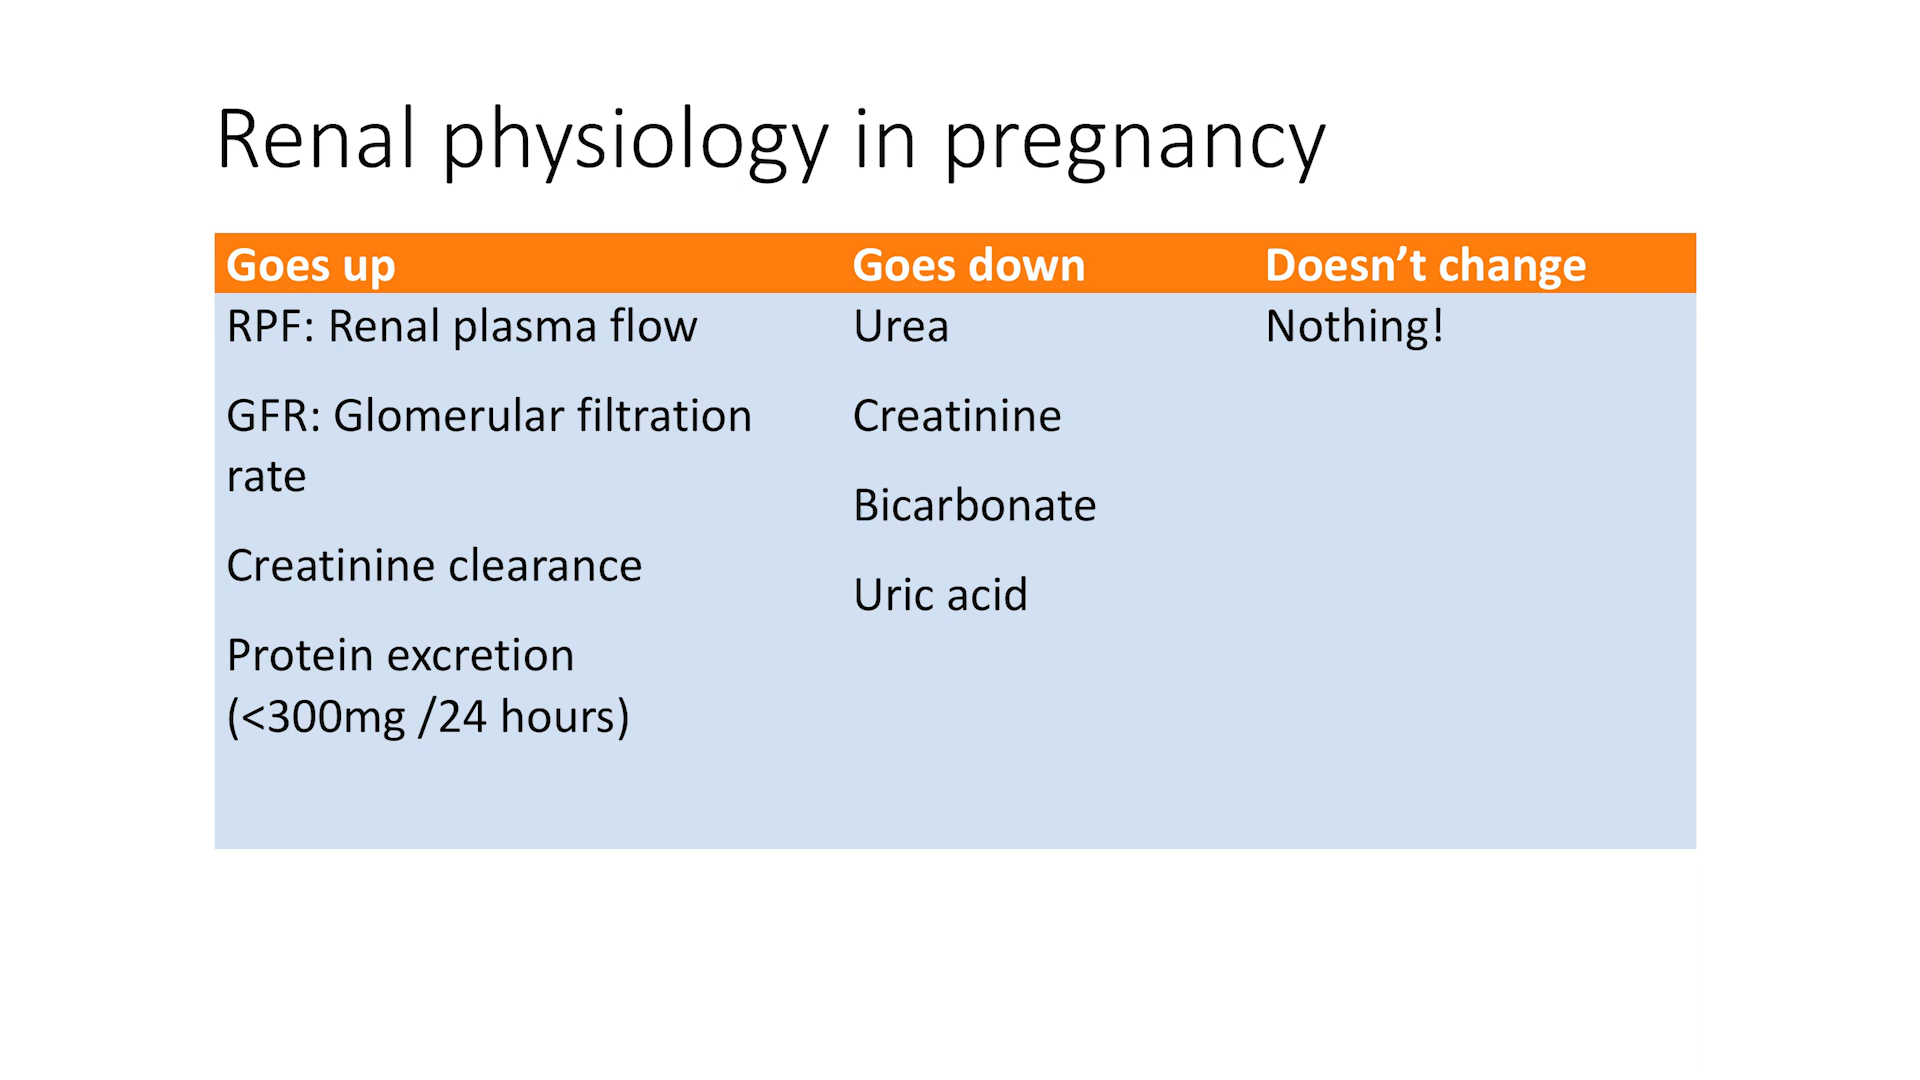 Renal physiology in pregnancy
Goes up
Goes down
Doesn’t change
RPF: Renal plasma flow
GFR: Glomerular filtration
rate
Creatinine clearance
Protein excretion
(<300mg /24 hours)
Urea
Creatinine
Bicarbonate
Uric acid
Nothing!